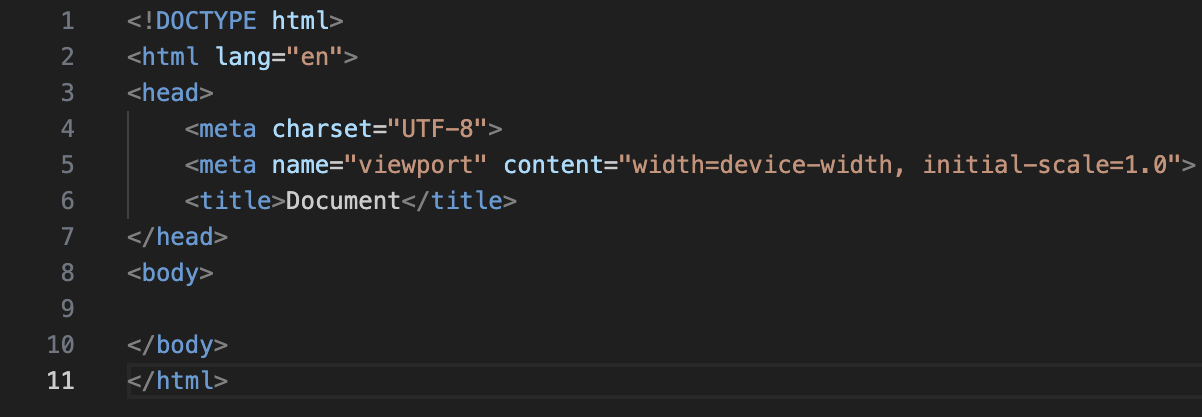 1 <!DOCTYPE html>
2 <html lang="en">
3 <head>
4     <meta charset="UTF-8">
5     <meta name="viewport" content="width=device-width, initial-scale=1.0">
6     <title>Document</title>
7 </head>
8 <body>
9
10 </body>
11 </html>